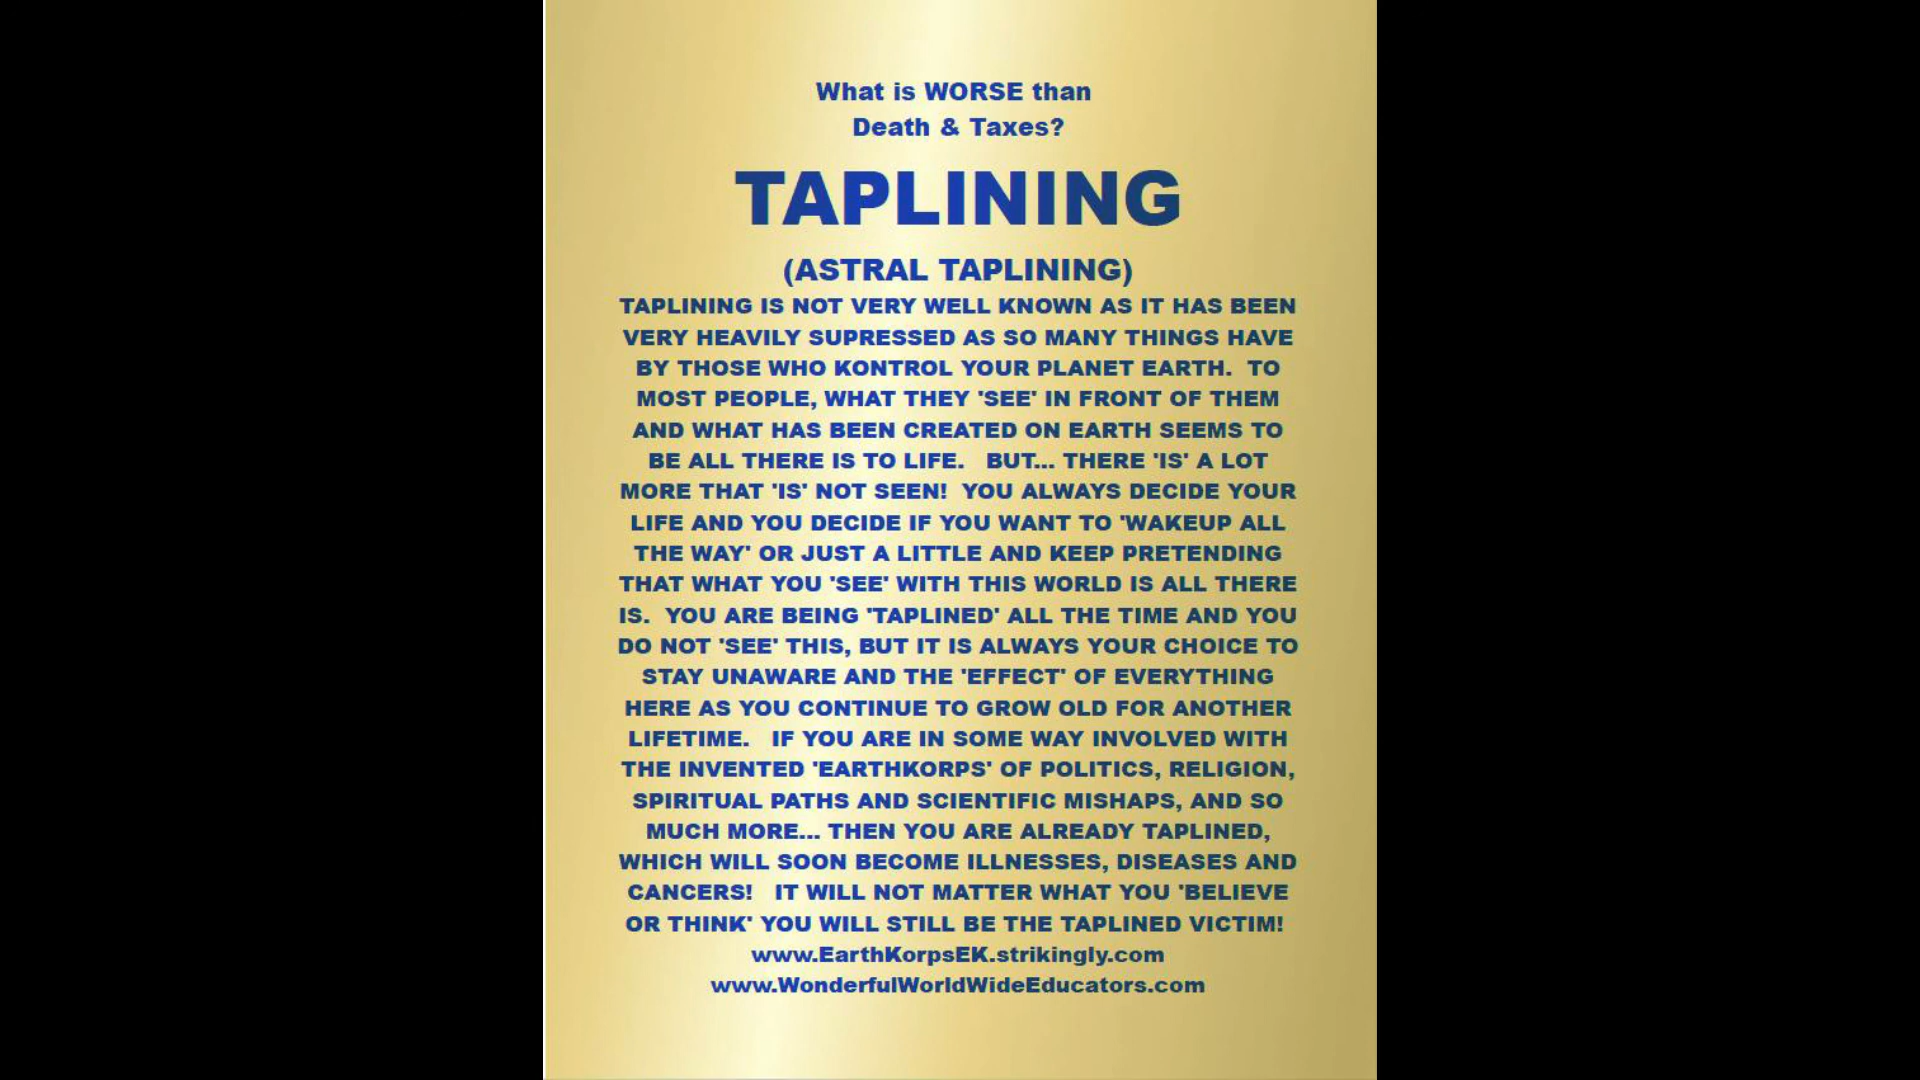 What is WORSE than
Death & Taxes?
TAPLINING
(ASTRAL TAPLINING)
TAPLINING IS NOT VERY WELL KNOWN AS IT HAS BEEN
VERY HEAVILY SUPRESSED AS SO MANY THINGS HAVE
BY THOSE WHO KONTROL YOUR PLANET EARTH.  TO
MOST PEOPLE, WHAT THEY 'SEE' IN FRONT OF THEM
AND WHAT HAS BEEN CREATED ON EARTH SEEMS TO
BE ALL THERE IS TO LIFE.   BUT... THERE 'IS' A LOT
MORE THAT 'IS' NOT SEEN!  YOU ALWAYS DECIDE YOUR
LIFE AND YOU DECIDE IF YOU WANT TO 'WAKEUP ALL
THE WAY' OR JUST A LITTLE AND KEEP PRETENDING
THAT WHAT YOU 'SEE' WITH THIS WORLD IS ALL THERE
IS.  YOU ARE BEING 'TAPLINED' ALL THE TIME AND YOU
DO NOT 'SEE' THIS, BUT IT IS ALWAYS YOUR CHOICE TO
STAY UNAWARE AND THE 'EFFECT' OF EVERYTHING
HERE AS YOU CONTINUE TO GROW OLD FOR ANOTHER
LIFETIME.   IF YOU ARE IN SOME WAY INVOLVED WITH
THE INVENTED 'EARTHKORPS' OF POLITICS, RELIGION,
SPIRITUAL PATHS AND SCIENTIFIC MISHAPS, AND SO
MUCH MORE... THEN YOU ARE ALREADY TAPLINED,
WHICH WILL SOON BECOME ILLNESSES, DISEASES AND
CANCERS!   IT WILL NOT MATTER WHAT YOU 'BELIEVE
OR THINK' YOU WILL STILL BE THE TAPLINED VICTIM!
www.EarthKorpsEK.strikingly.com
www.WonderfulWorldWideEducators.com